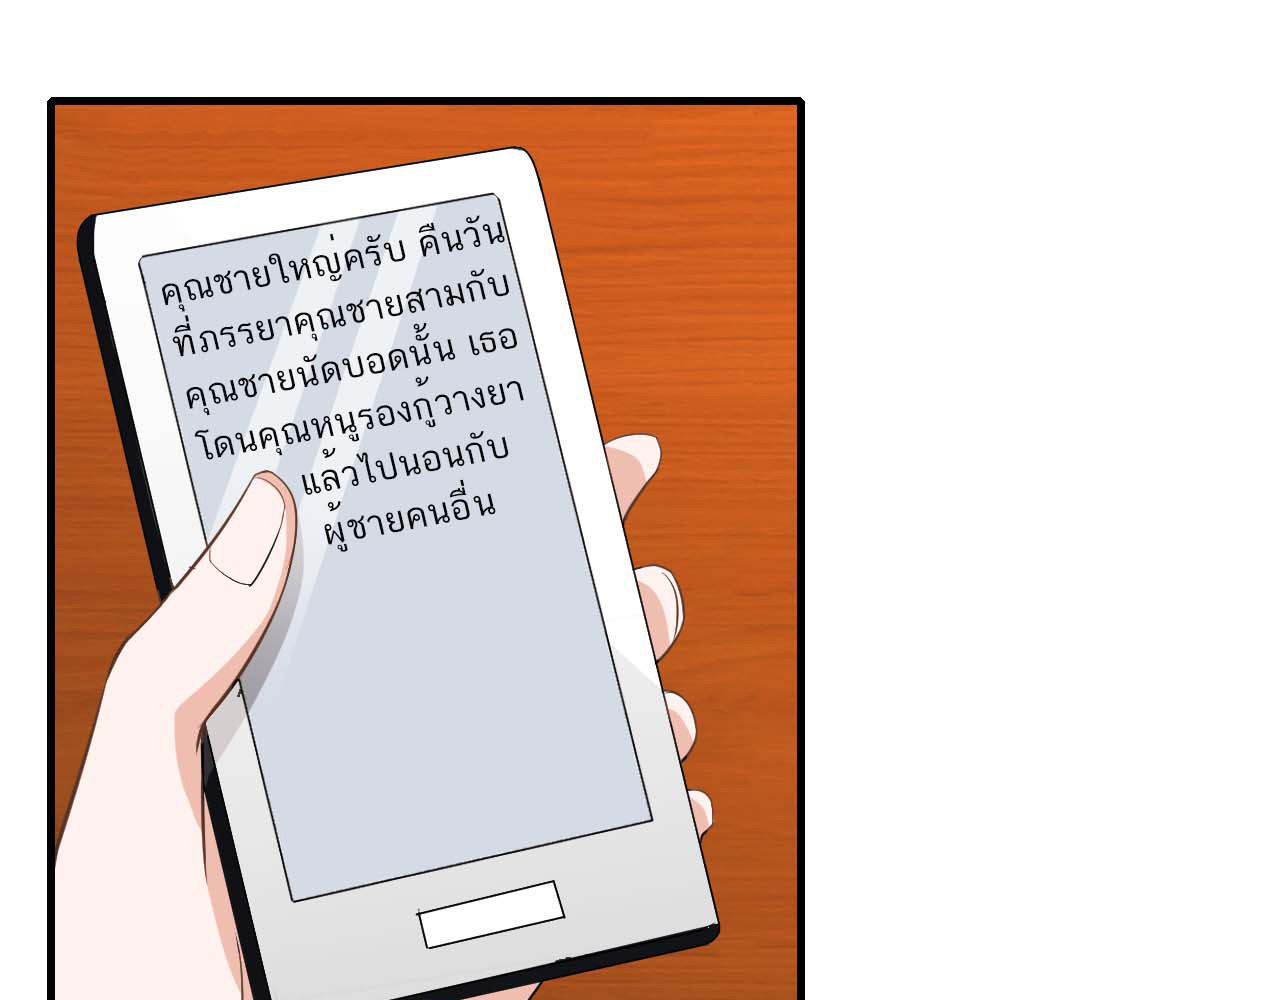 คุณชายใหญ่ครับ คืนวัน
ที่ภรรยาคุณชายสามกับ
คุณชายนัดบอดนั้น เธอ
โดนคุณหนูรองกู้วางยา
แล้วไปนอนกับ
ผู้ชายคนอื่น